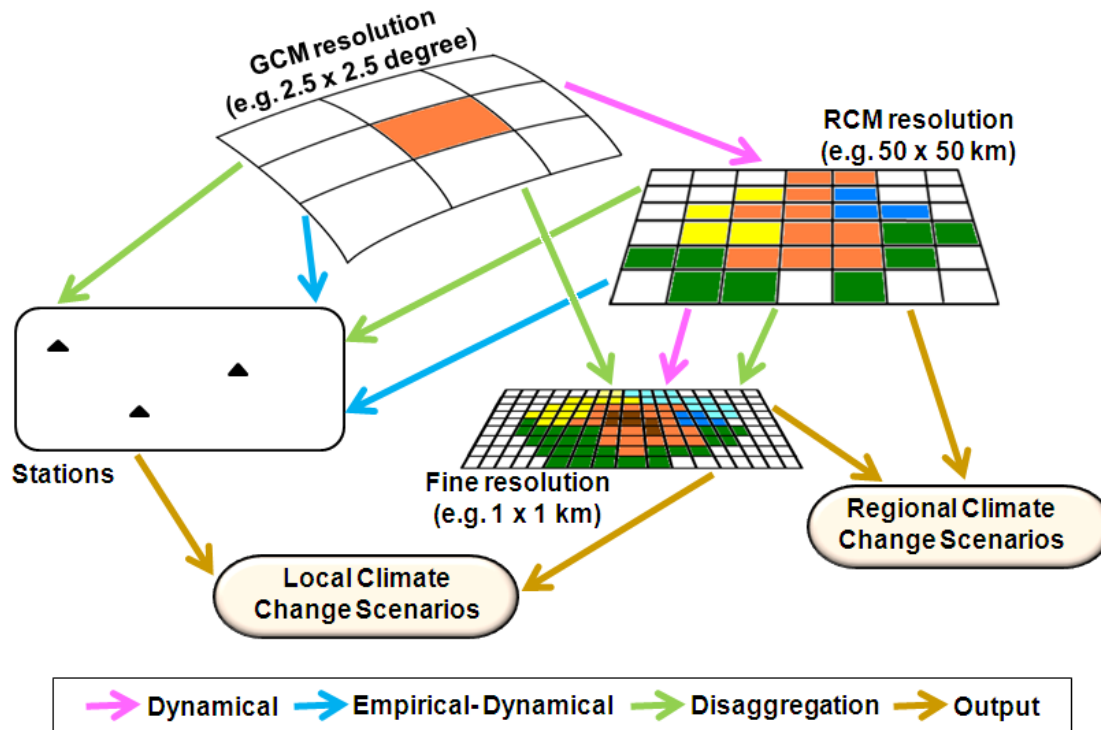 GCM resolution
(e.g. 2.5 x 2.5 degree)
RCM resolution
(e.g. 50 x 50 km)
Stations
Fine resolution
(e.g. 1 x 1 km)
Regional Climate
Change Scenarios
Local Climate
Change Scenarios
Dynamical
Empirical-Dynamical
Disaggregation
Output